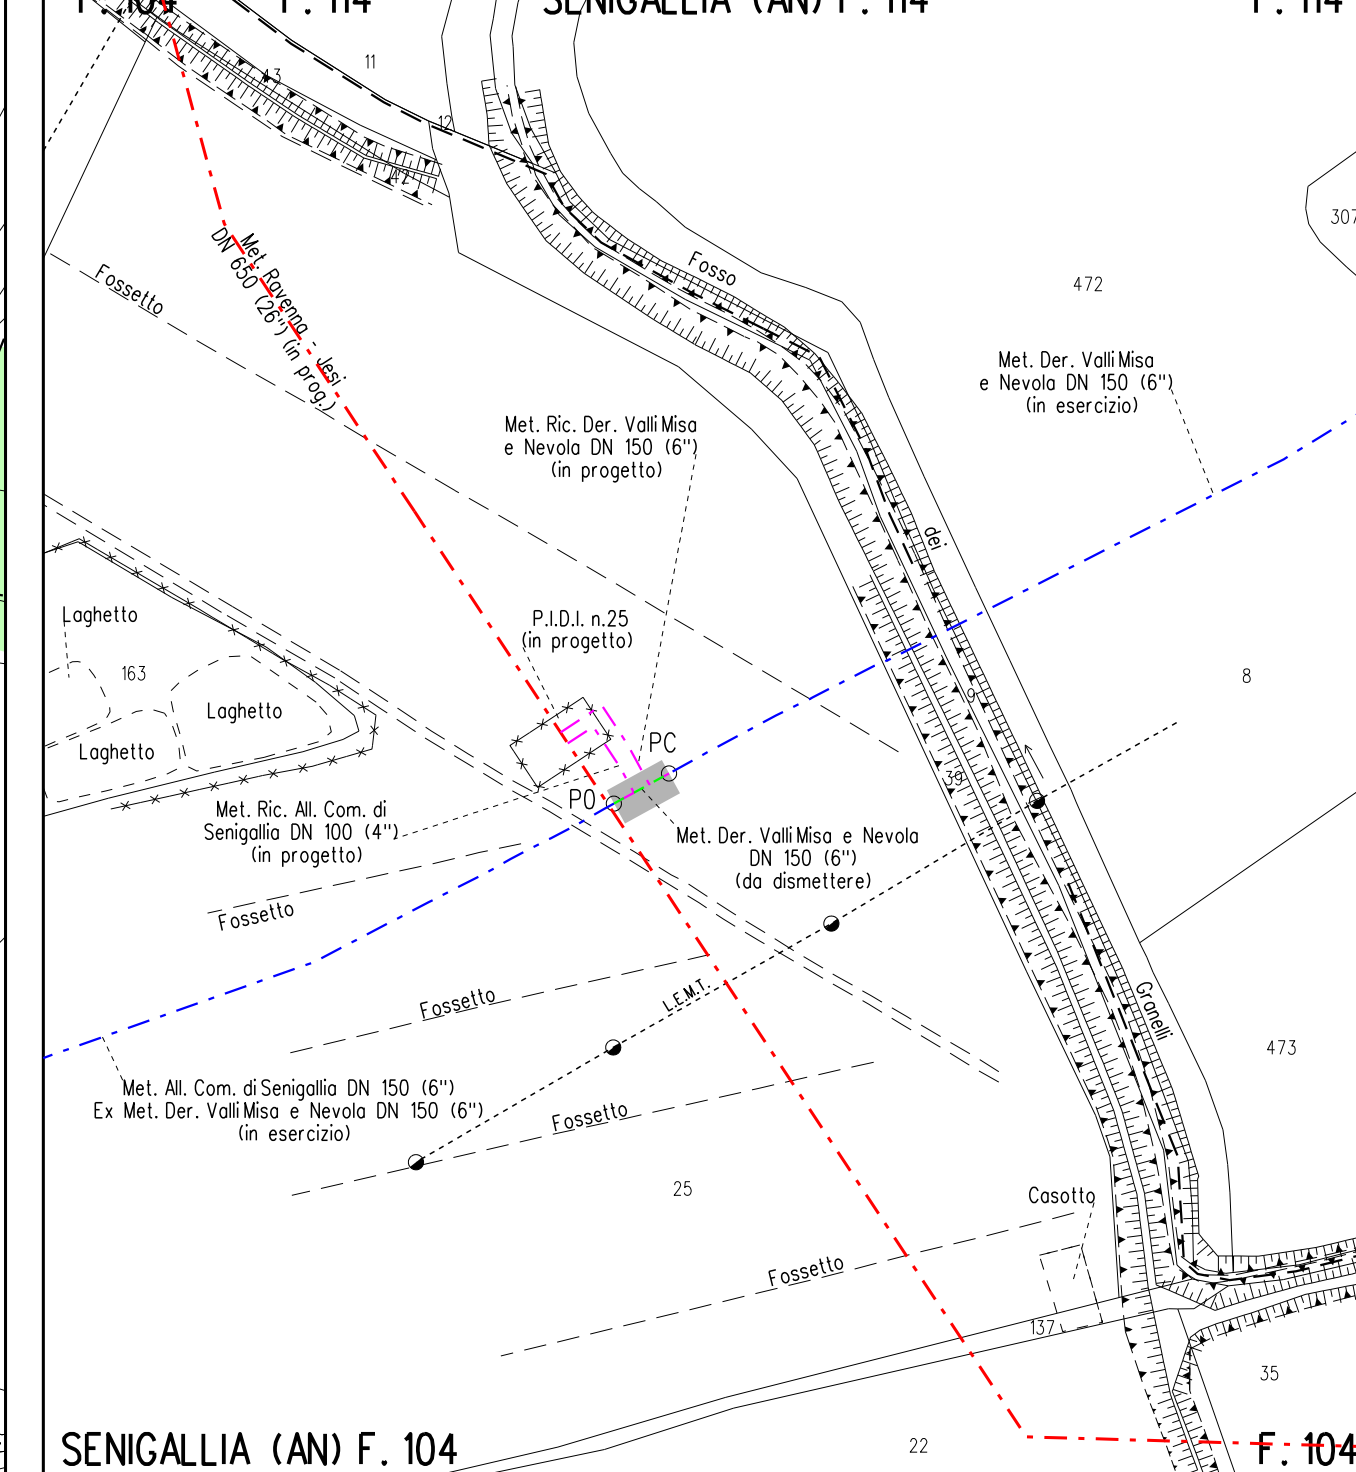 F. 104
F. 114
SENIGALLIA (AN) F. 114
F. 114
43
11
12
42
307
Fosso
472
Met. Ravenna - Jesi
DN 650 (26") (in prog.)
Fossetto
Met. Der. Valli Misa
e Nevola DN 150 (6")
(in esercizio)
Met. Ric. Der. Valli Misa
e Nevola DN 150 (6")
(in progetto)
dei
Laghetto
P.I.D.I. n.25
(in progetto)
163
Laghetto
Laghetto
9
8
PC
39
PO
Met. Ric. All. Com. di
Senigallia DN 100 (4")
(in progetto)
Met. Der. Valli Misa e Nevola
DN 150 (6")
(da dismettere)
Fossetto
Fossetto
L.E.M.T.
Granelli
473
Met. All. Com. di Senigallia DN 150 (6")
Ex Met. Der. Valli Misa e Nevola DN 150 (6")
(in esercizio)
Fossetto
25
Casotto
Fossetto
137
35
SENIGALLIA (AN) F. 104
22
F. 104